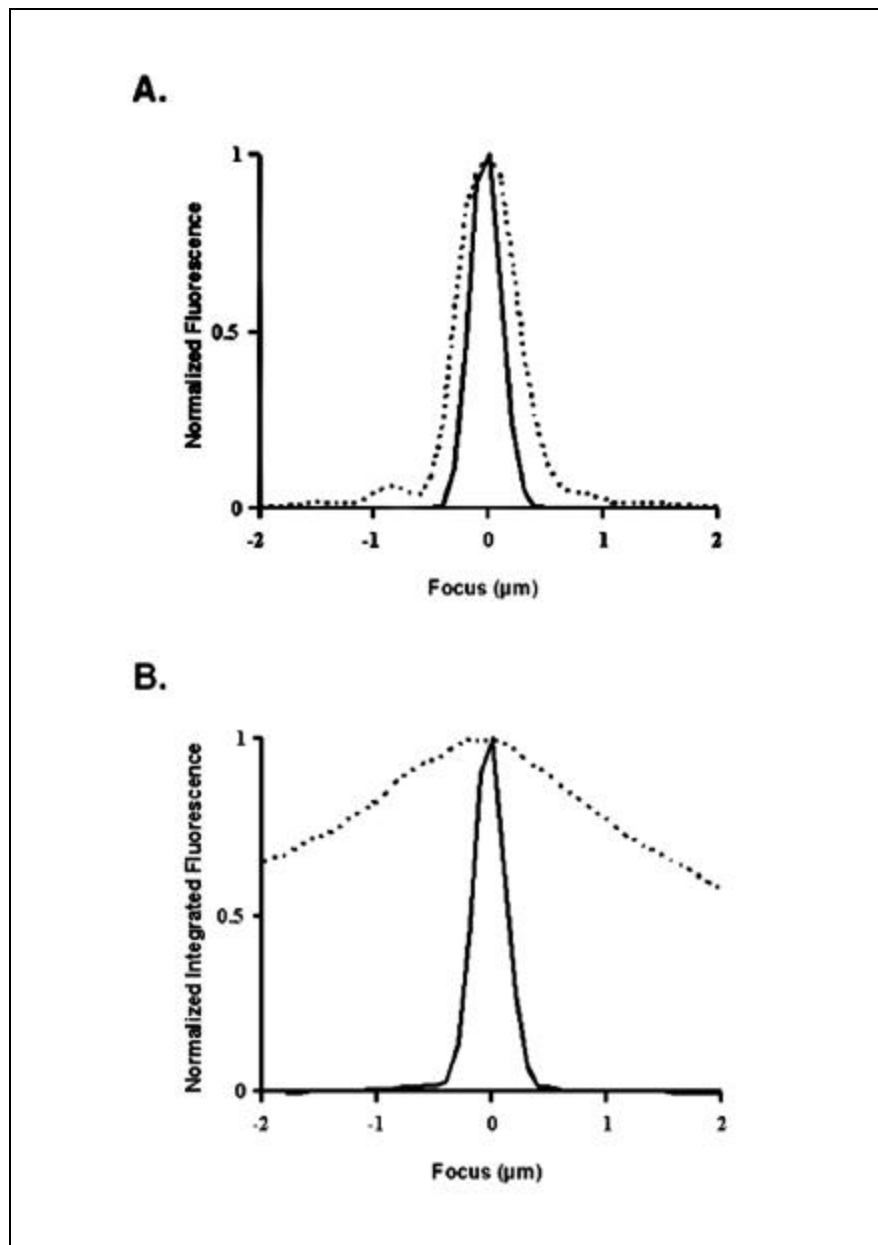 A.
Normalized Fluorescence
1
0.5
0
-2 -1 0 1 2
Focus (µm)
B.
Normalized Integrated Fluorescence
1
0.5
0
-2 -1 0 1 2
Focus (µm)